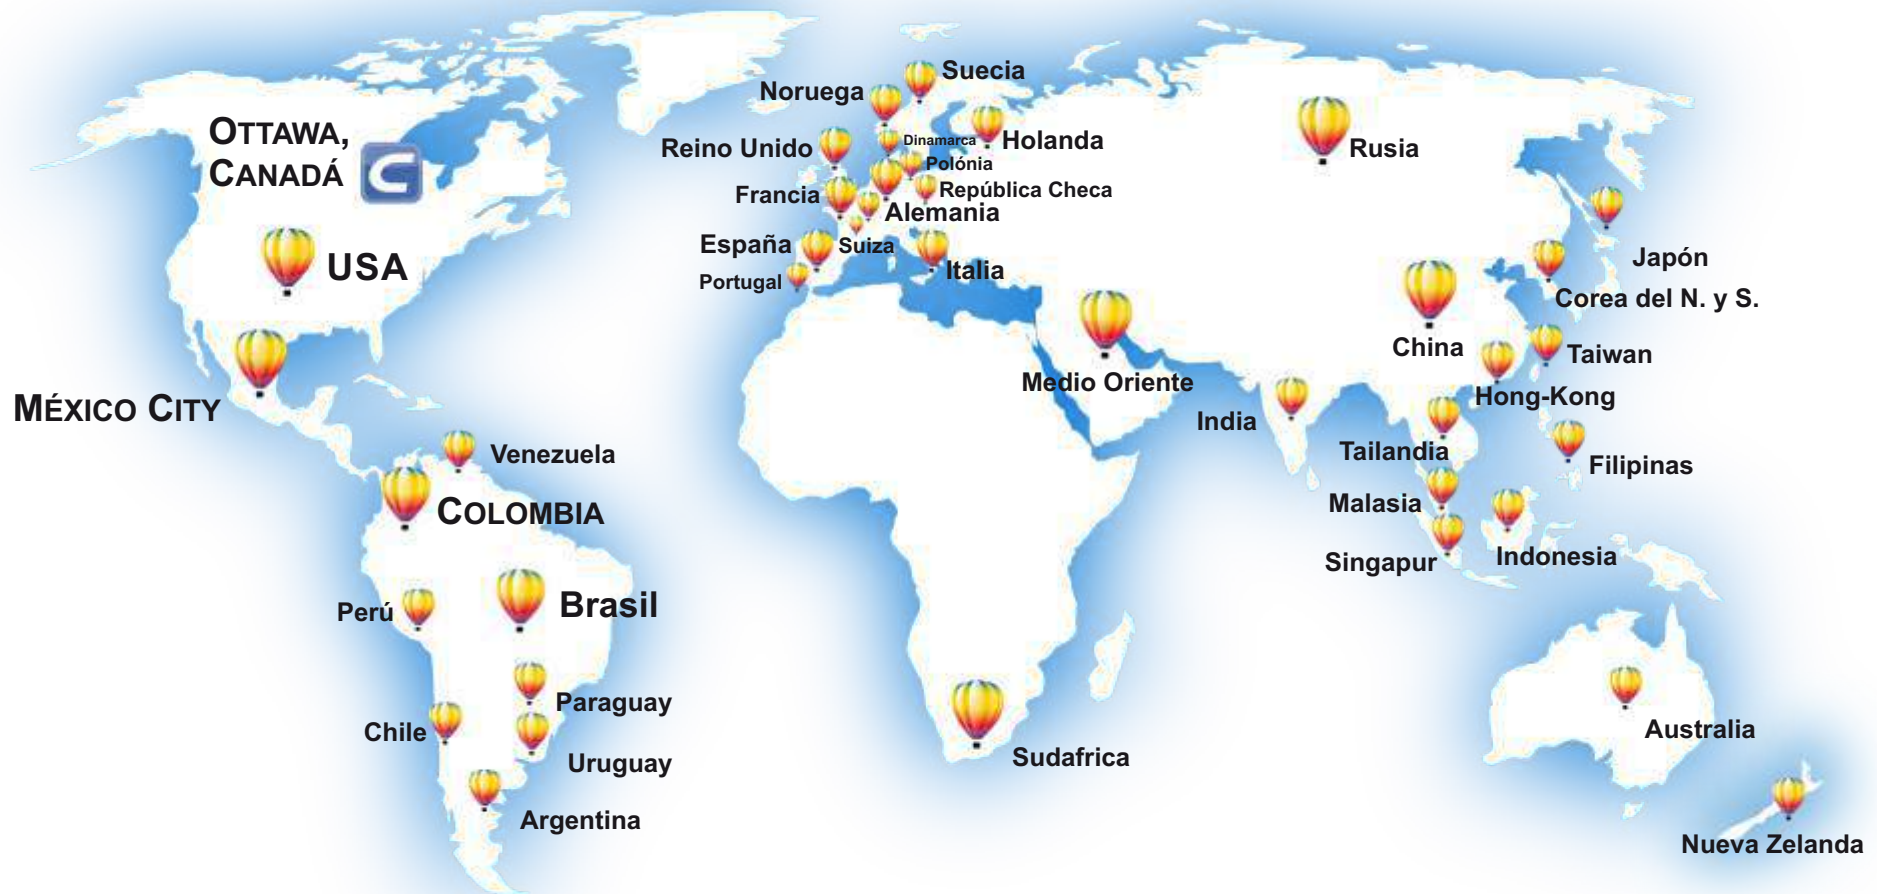 Suecia
Noruega
OTTAWA,
CANADÁ
Reino Unido
Dinamarca
Holanda
Rusia
Polónia
República Checa
Francia
Alemania
España
Suiza
Italia
Portugal
USA
Japón
Corea del N. y S.
China
Taiwan
Medio Oriente
Hong-Kong
MÉXICO CITY
India
Venezuela
Tailandia
Filipinas
COLOMBIA
Malasia
Singapur
Indonesia
Perú
Brasil
Paraguay
Chile
Uruguay
Argentina
Sudafrica
Australia
Nueva Zelanda